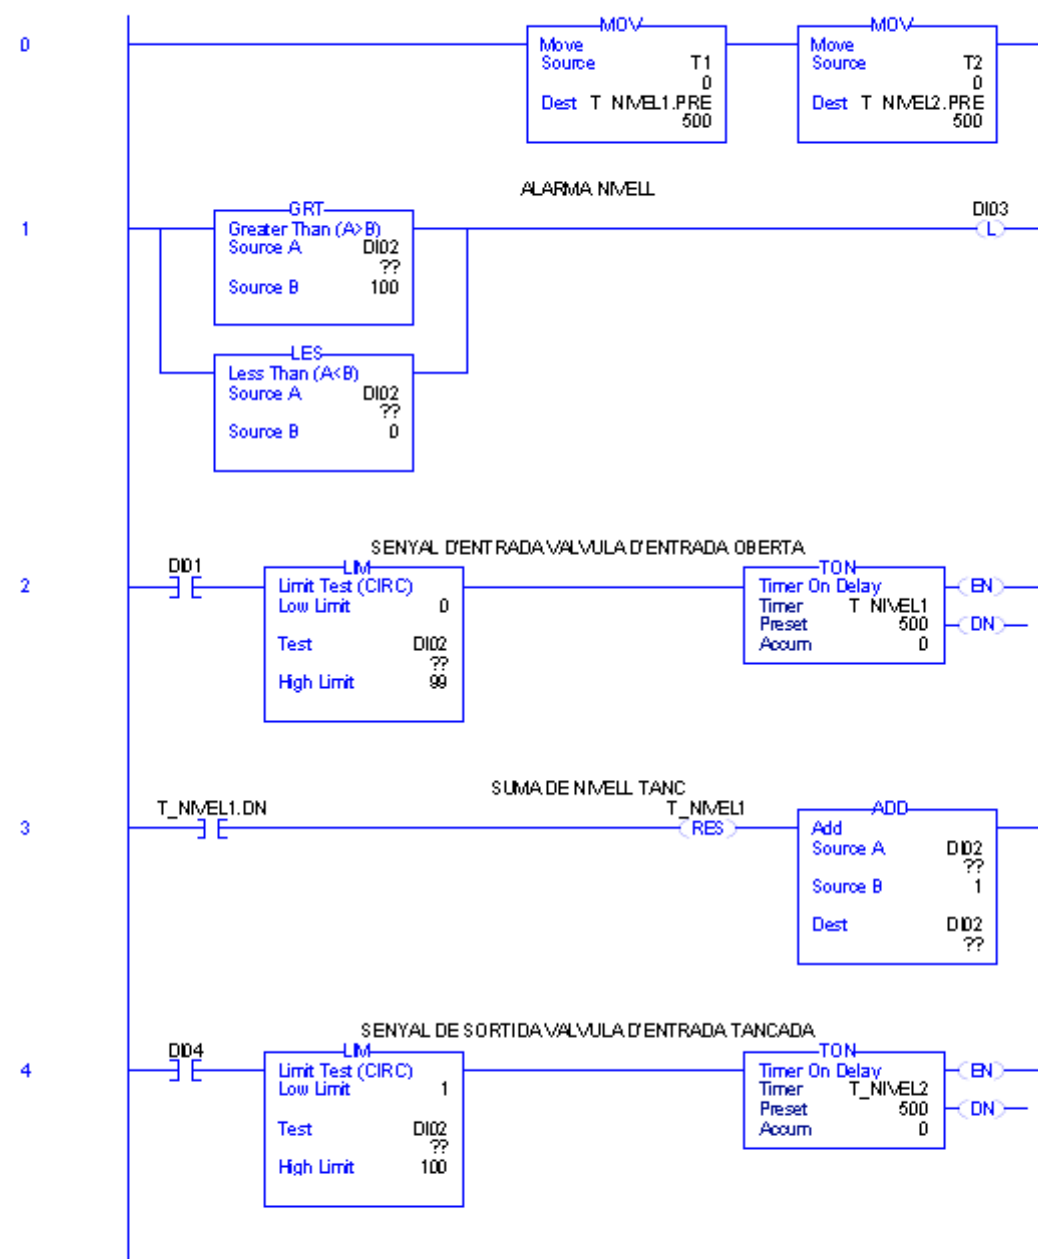 0
MOV
Move
Source T1
0
Dest T_NIVEL1.PRE
500
MOV
Move
Source T2
0
Dest T_NIVEL2.PRE
500
ALARMA NIVELL
1
GRT
Greater Than (A>B)
Source A DI02
??
Source B 100
DI03
L
LES
Less Than (A<B)
Source A DI02
??
Source B 0
SENYAL D'ENTRADA VALVULA D'ENTRADA OBERTA
2
DI01
LIM
Limit Test (CIRC)
Low Limit 0
Test DI02
??
High Limit 99
TON
Timer On Delay
Timer T_NIVEL1
Preset 500
Accum 0
EN
DN
SUMA DE NIVELL TANC
3
T_NIVEL1.DN
T_NIVEL1
RES
ADD
Add
Source A DI02
??
Source B 1
Dest DI02
??
SENYAL DE SORTIDA VALVULA D'ENTRADA TANCADA
4
DI04
LIM
Limit Test (CIRC)
Low Limit 1
Test DI02
??
High Limit 100
TON
Timer On Delay
Timer T_NIVEL2
Preset 500
Accum 0
EN
DN